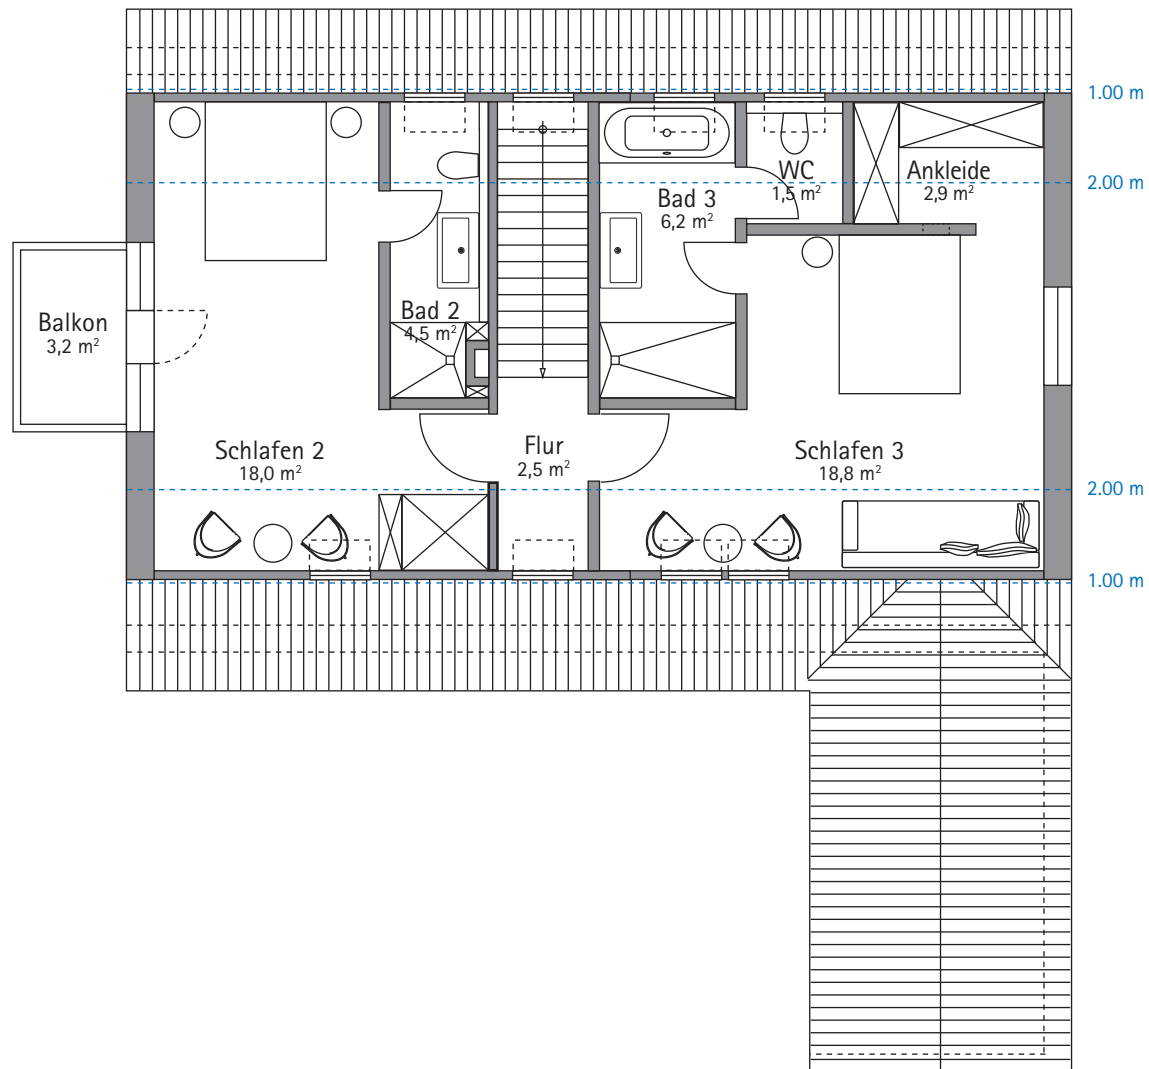 1.00 m
2.00 m
WC
1,5 m²
Ankleide
2,9 m²
Bad 3
6,2 m²
Bad 2
4,5 m²
Balkon
3,2 m²
Schlafen 2
18,0 m²
Flur
2,5 m²
Schlafen 3
18,8 m²
2.00 m
1.00 m